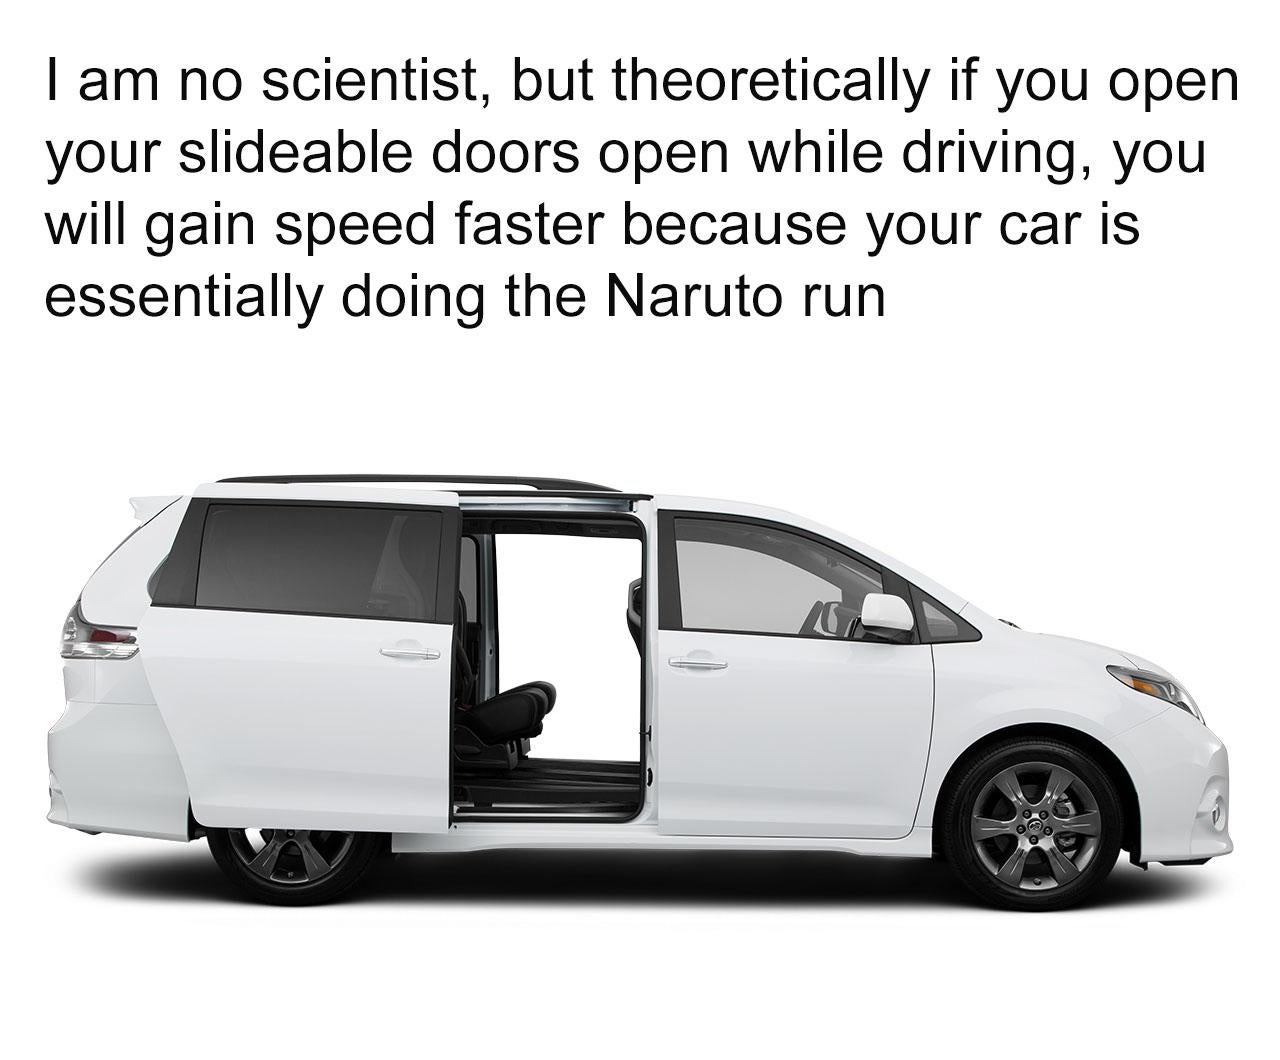 I am no scientist, but theoretically if you open
your slideable doors open while driving, you
will gain speed faster because your car is
essentially doing the Naruto run